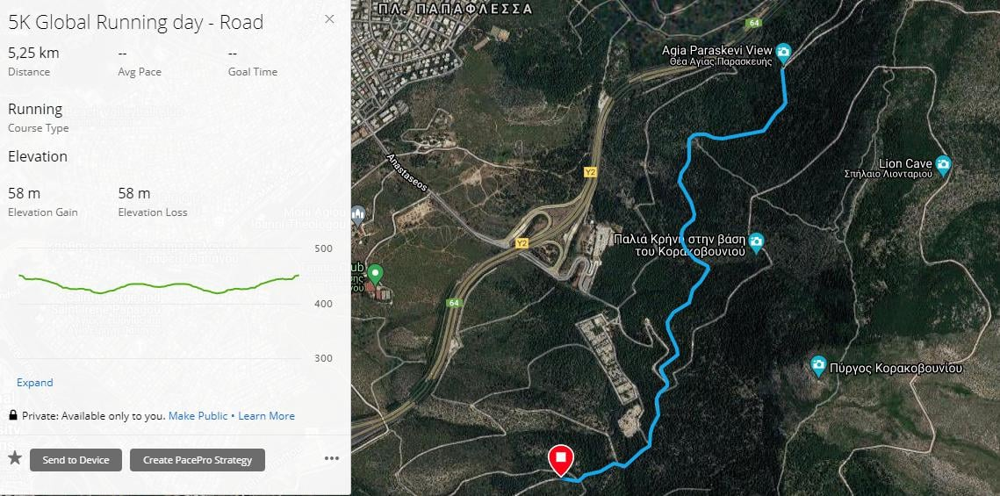 5K Global Running day - Road
5,25 km
--
--
Distance
Avg Pace
Goal Time
Running
Course Type
Elevation
58 m
58 m
Elevation Gain
Elevation Loss
500
400
300
Expand
Private: Available only to you. Make Public • Learn More
Send to Device
Create PacePro Strategy
ΠΛ. ΠΑΠΑΦΛΕΣΣΑ
64
Agia Paraskevi View
Θέα Αγίας Παρασκευής
Anastaseos
Y2
Lion Cave
Σπήλαιο Λιονταριού
Moni Agiou
Ioanni Theologou
Y2
Παλιά Κρήνη στην βάση
του Κορακοβουνιού
64
Πύργος Κορακοβουνίου